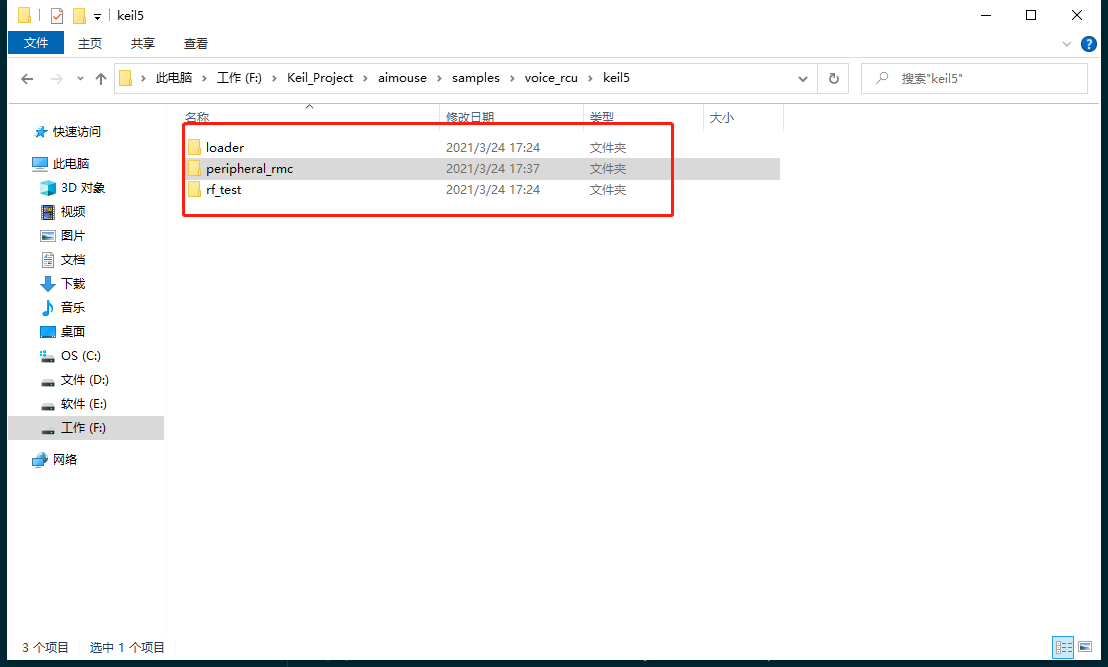 keil5
文件 主页 共享 查看
此电脑 工作 (F:) Keil_Project aimouse samples voice_rcu keil5 搜索"keil5"
名称 修改日期 类型 大小
loader 2021/3/24 17:24 文件夹
peripheral_rmc 2021/3/24 17:37 文件夹
rf_test 2021/3/24 17:24 文件夹
快速访问
此电脑
3D 对象
视频
图片
文档
下载
音乐
桌面
OS (C:)
文件 (D:)
软件 (E:)
工作 (F:)
网络
3 个项目 选中 1 个项目